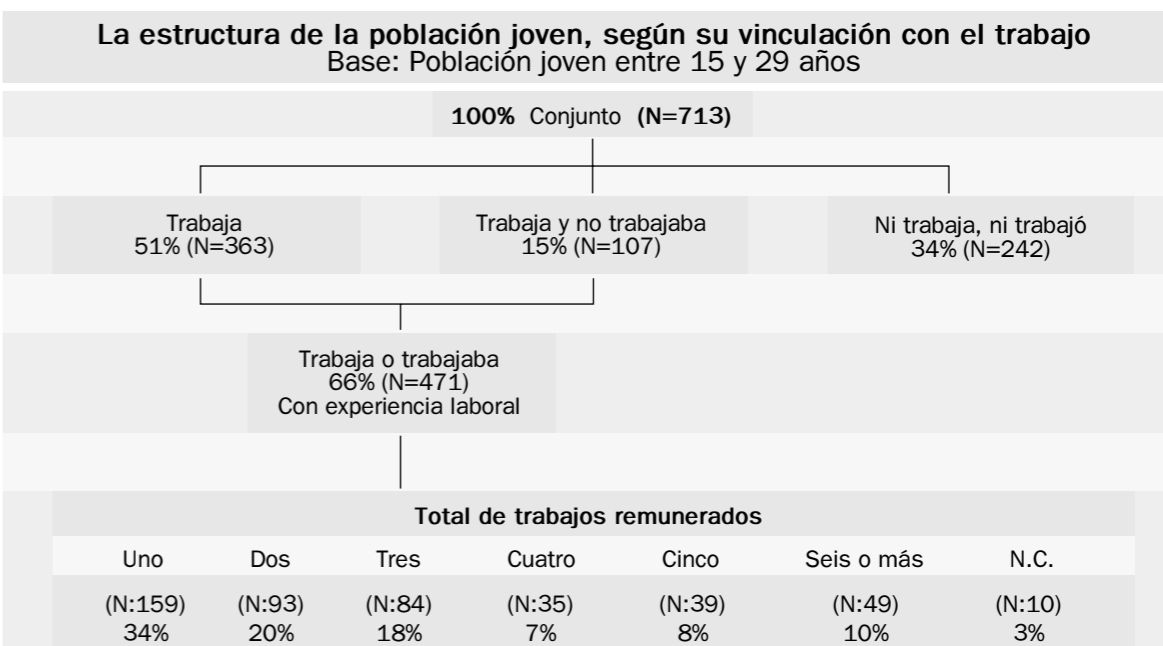 La estructura de la población joven, según su vinculación con el trabajo
Base: Población joven entre 15 y 29 años
100% Conjunto (N=713)
Trabaja
51% (N=363)
Trabaja y no trabajaba
15% (N=107)
Ni trabaja, ni trabajó
34% (N=242)
Trabaja o trabajaba
66% (N=471)
Con experiencia laboral
Total de trabajos remunerados
Uno Dos Tres Cuatro Cinco Seis o más N.C.
(N:159) (N:93) (N:84) (N:35) (N:39) (N:49) (N:10)
34% 20% 18% 7% 8% 10% 3%